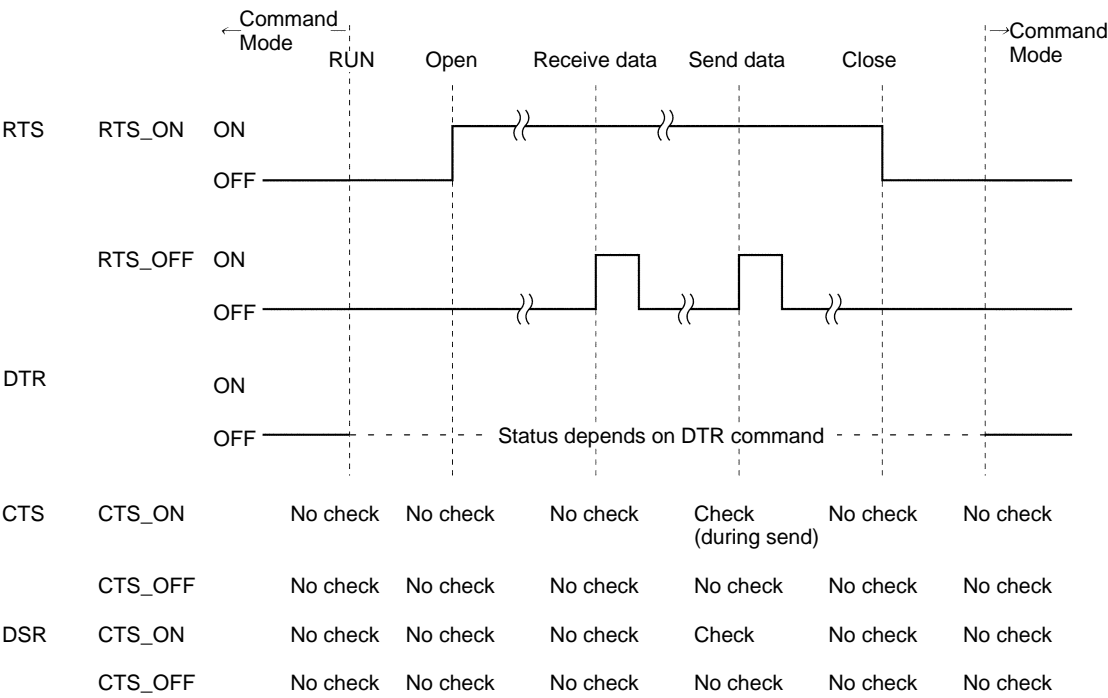 ←Command Mode
→Command Mode
RUN Open Receive data Send data Close
RTS RTS_ON ON
OFF
RTS_OFF ON
OFF
DTR
ON
OFF Status depends on DTR command
CTS CTS_ON No check No check No check Check (during send) No check No check
CTS_OFF No check No check No check No check No check No check
DSR CTS_ON No check No check No check Check No check No check
CTS_OFF No check No check No check No check No check No check